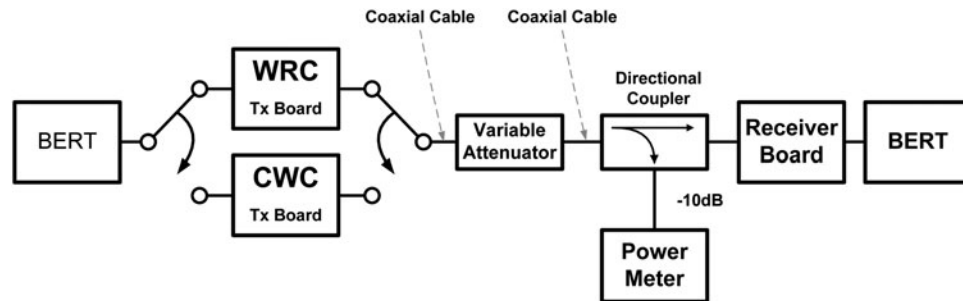 Coaxial Cable
Coaxial Cable
WRC
Tx Board
Directional
Coupler
BERT
Variable
Attenuator
Receiver
Board
BERT
CWC
Tx Board
-10dB
Power
Meter